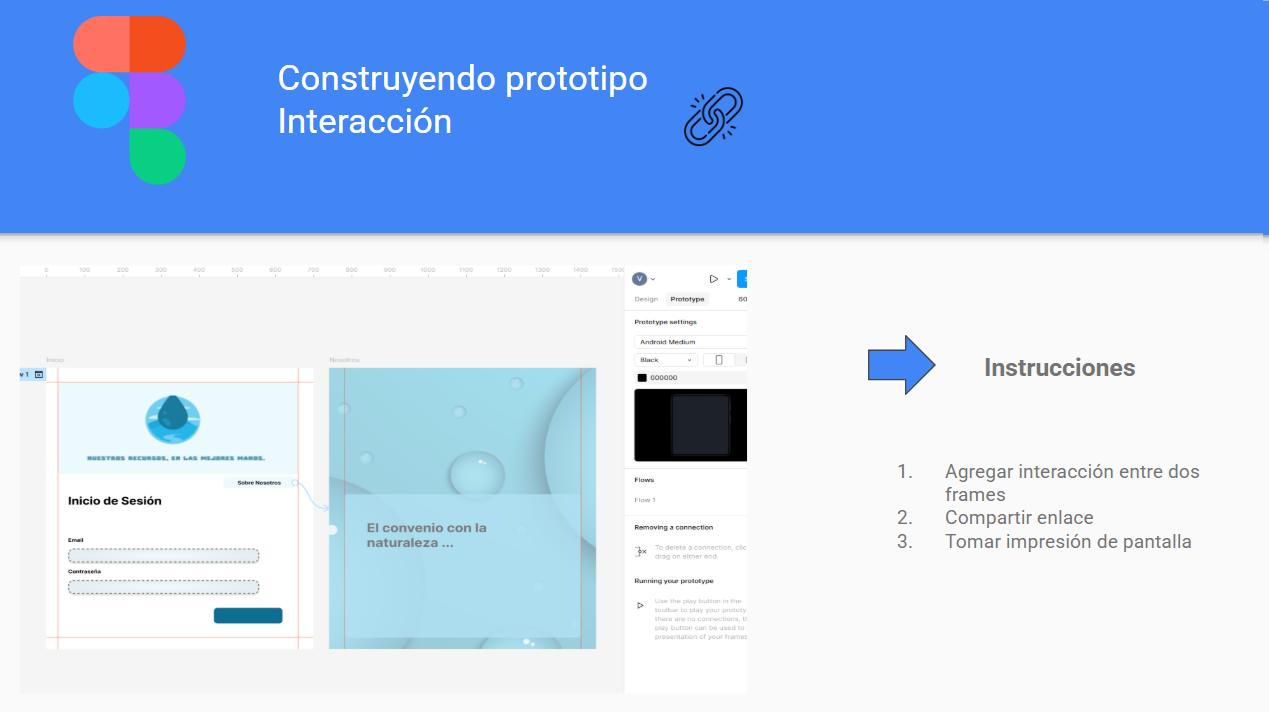 Construyendo prototipo
Interacción
0 100 200 300 400 500 600 700 800 900 1000 1100 1200 1300 1400 1500
V
Design Prototype 60
Prototype settings
Android Medium
Black
000000
Inicio
Nosotros
1
NUESTROS RECURSOS, EN LAS MEJORES MANOS.
Sobre Nosotros
Inicio de Sesión
Email
Contraseña
El convenio con la
naturaleza ...
Flows
Flow 1
Removing a connection
To delete a connection, clic
drag on either end.
Running your prototype
Use the play button in the
toolbar to play your prototy
there are no connections, th
play button can be used to
presentation of your frames
Instrucciones
1. Agregar interacción entre dos
frames
2. Compartir enlace
3. Tomar impresión de pantalla